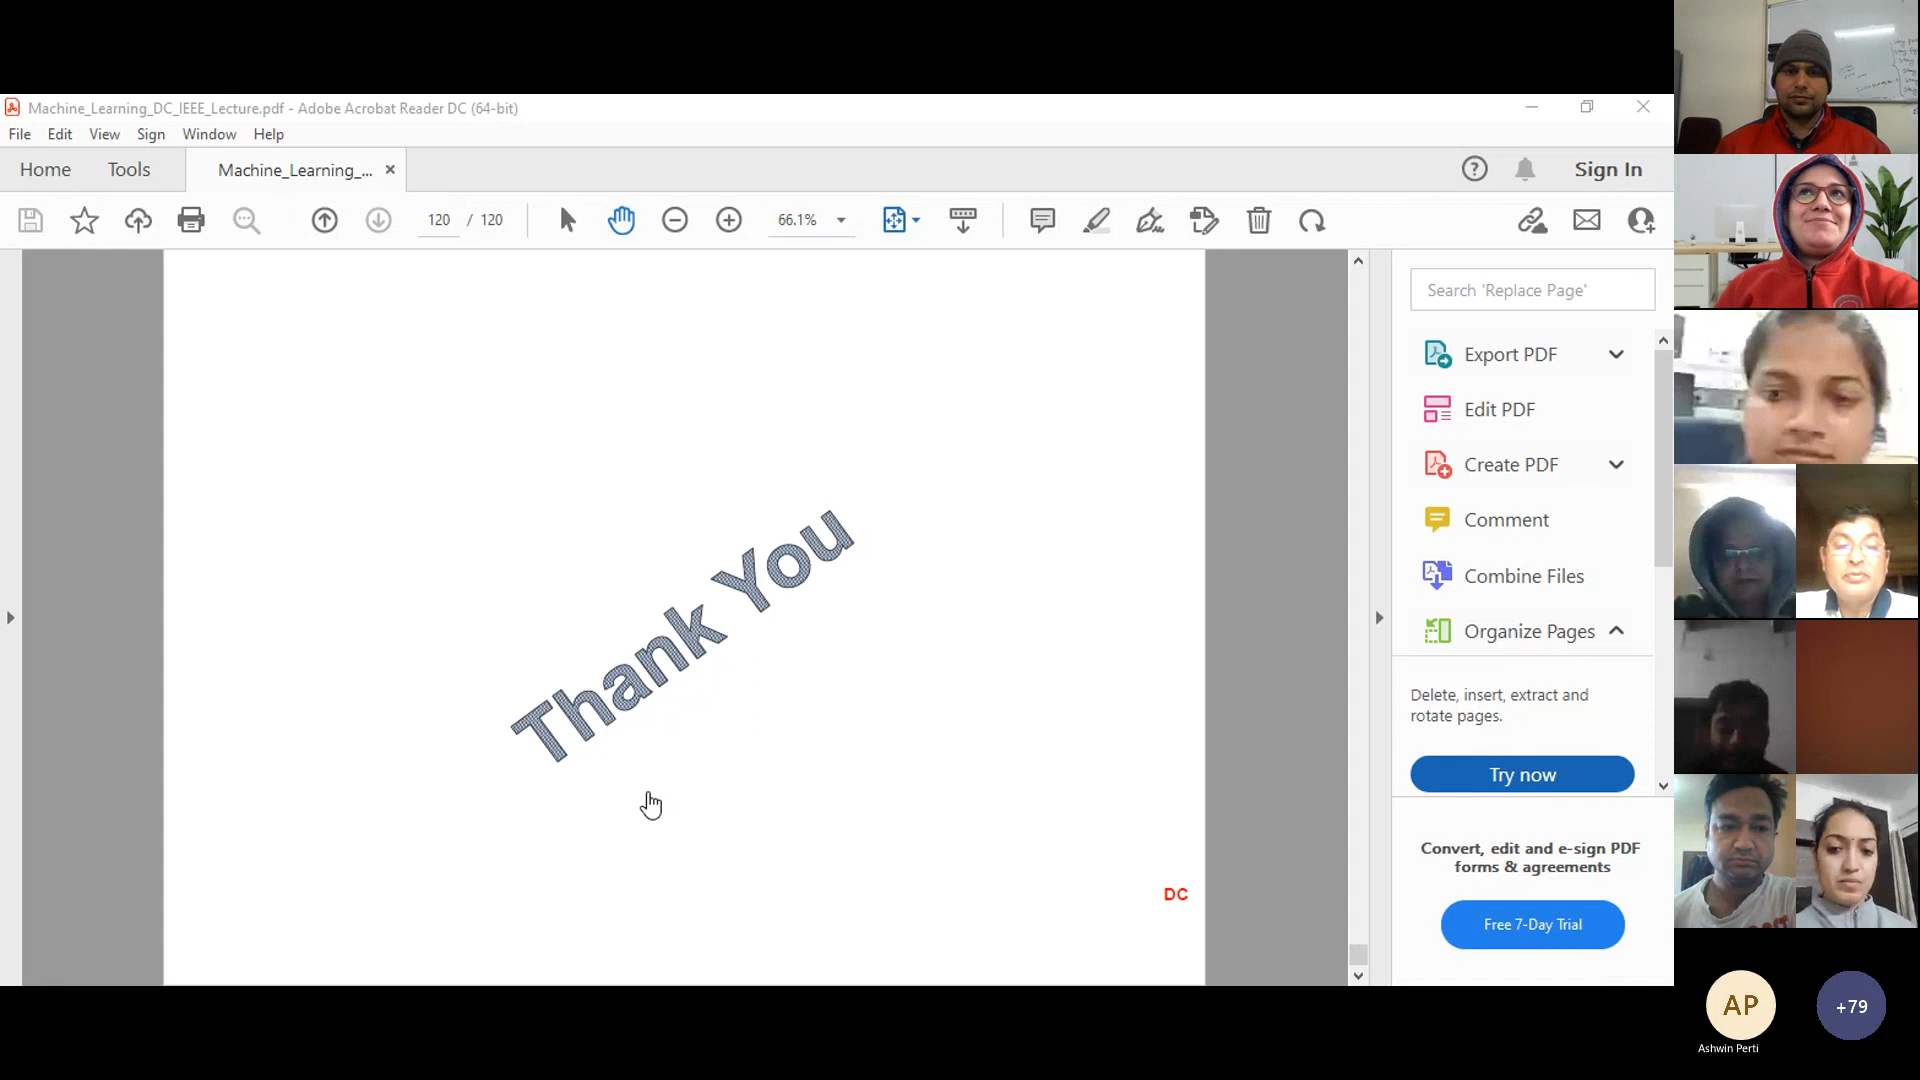 Machine_Learning_DC_IEEE_Lecture.pdf - Adobe Acrobat Reader DC (64-bit)
File Edit View Sign Window Help
Home Tools Machine_Learning_... Sign In
120 / 120 66.1%
Search 'Replace Page'
Export PDF
Edit PDF
Create PDF
Comment
Combine Files
Organize Pages
Delete, insert, extract and
rotate pages.
Try now
Convert, edit and e-sign PDF
forms & agreements
Free 7-Day Trial
Thank You
DC
AP
+79
Ashwin Perti